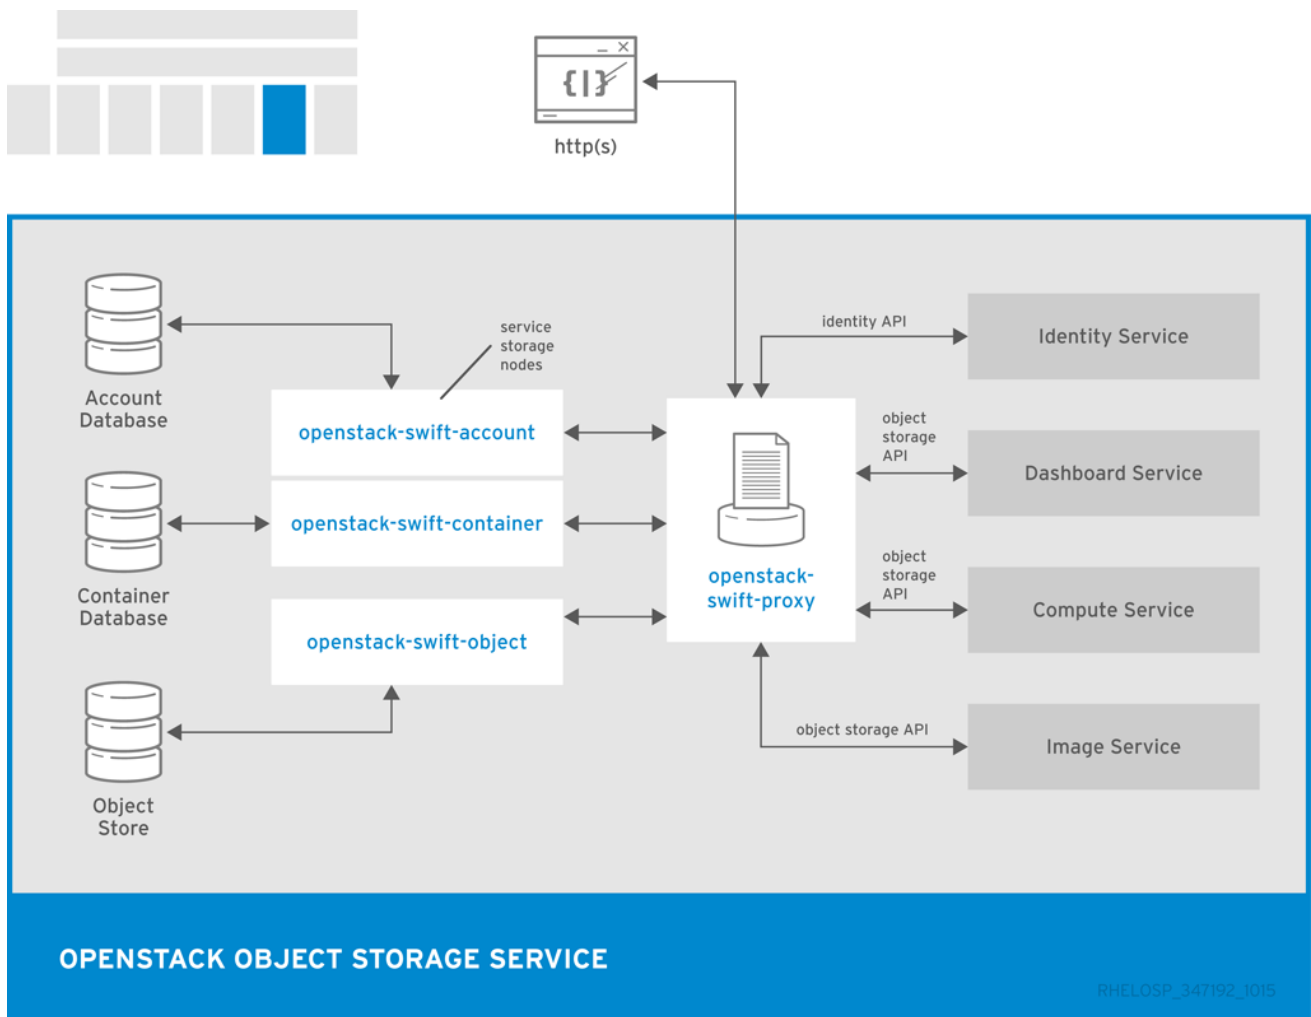 {|}
http(s)
service
storage
nodes
identity API
Identity Service
Account
Database
openstack-swift-account
object
storage
API
Dashboard Service
openstack-swift-container
Container
Database
openstack-
swift-proxy
object
storage
API
Compute Service
openstack-swift-object
object storage API
Image Service
Object
Store
OPENSTACK OBJECT STORAGE SERVICE
RHELOSP_347192_1015